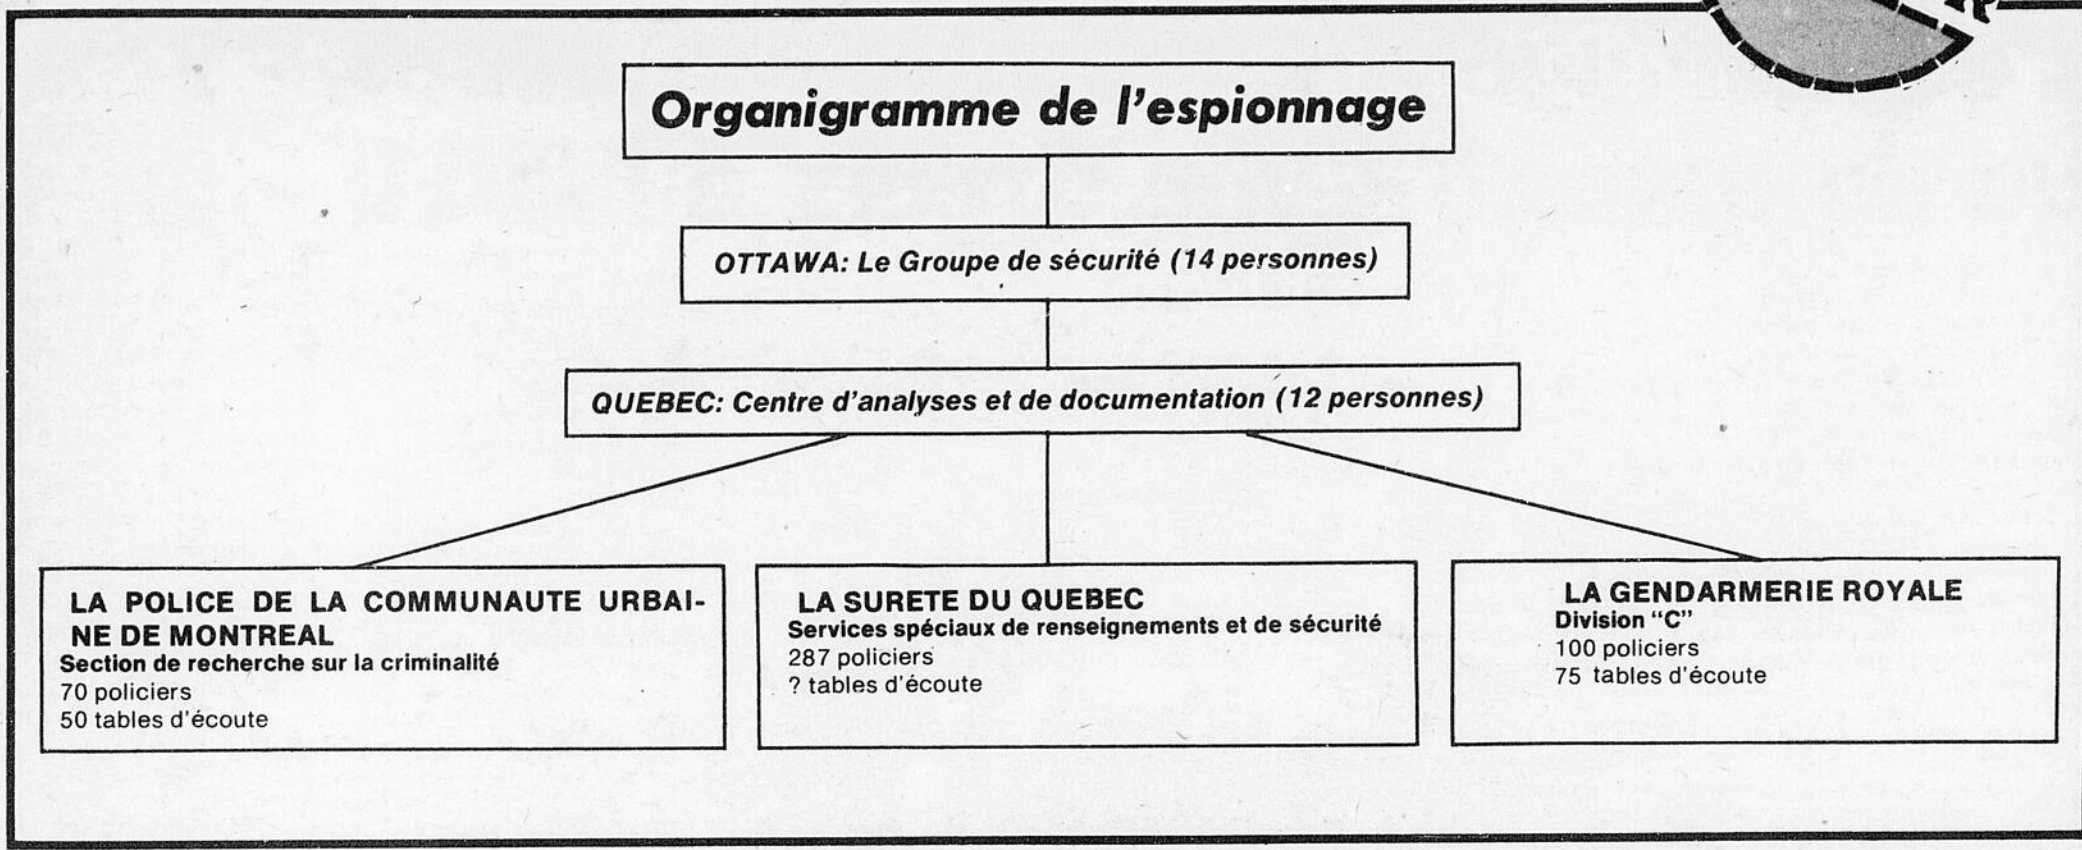 Organigramme de l'espionnage
OTTAWA: Le Groupe de sécurité (14 personnes)
QUEBEC: Centre d'analyses et de documentation (12 personnes)
LA POLICE DE LA COMMUNAUTE URBAI-
NE DE MONTREAL
Section de recherche sur la criminalité
70 policiers
50 tables d'écoute
LA SURETE DU QUEBEC
Services spéciaux de renseignements et de sécurité
287 policiers
? tables d'écoute
LA GENDARMERIE ROYALE
Division “C”
100 policiers
75 tables d'écoute